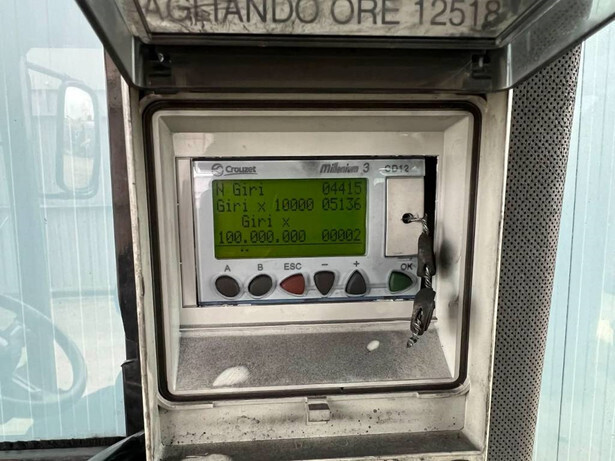 AGLIANDO ORE 12518
Crouzet millenium 3 CD12
N Giri 04415
Giri x 10000 05136
Giri x
100.000.000 00002
A B ESC − + OK